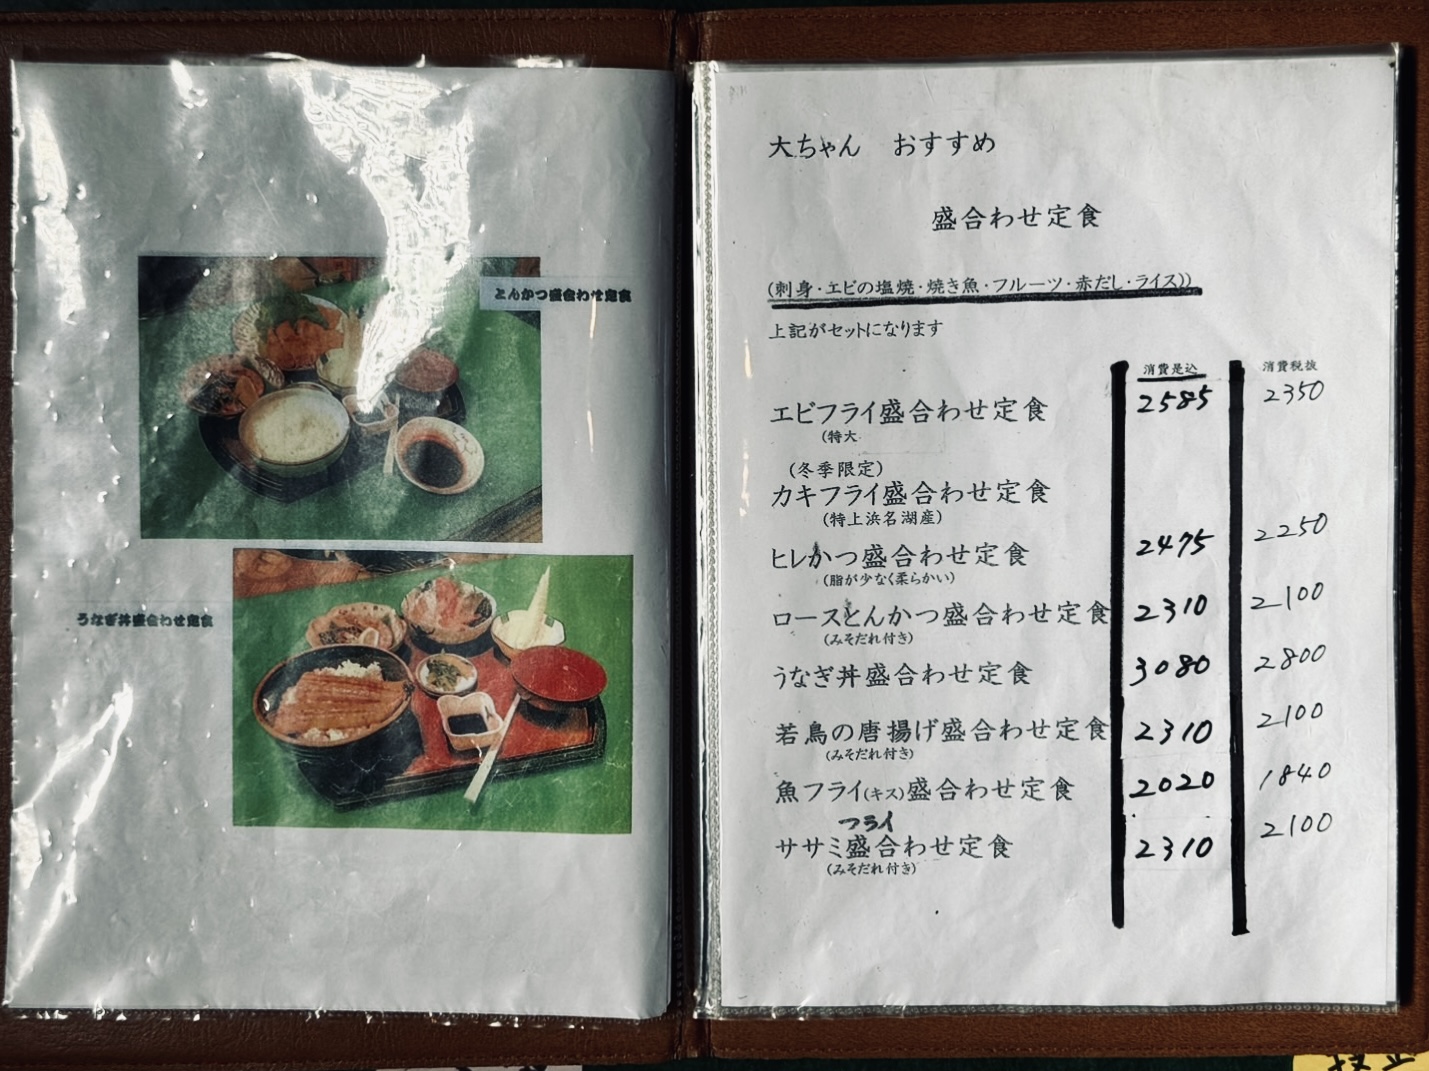 とんかつ盛合わせ定食
うなぎ丼盛合わせ定食
大ちゃん おすすめ
盛合わせ定食
(刺身・エビの塩焼・焼き魚・フルーツ・赤だし・ライス))
上記がセットになります
消費是込 消費税抜
エビフライ盛合わせ定食 2585 2350
(特大
(冬季限定)
カキフライ盛合わせ定食
(特上浜名湖産)
ヒレかつ盛合わせ定食 2475 2250
(脂が少なく柔らかい)
ロースとんかつ盛合わせ定食 2310 2100
(みそだれ付き)
うなぎ丼盛合わせ定食 3080 2800
若鳥の唐揚げ盛合わせ定食 2310 2100
(みそだれ付き)
魚フライ(キス)盛合わせ定食 2020 1840
フライ
ササミ盛合わせ定食 2310 2100
(みそだれ付き)